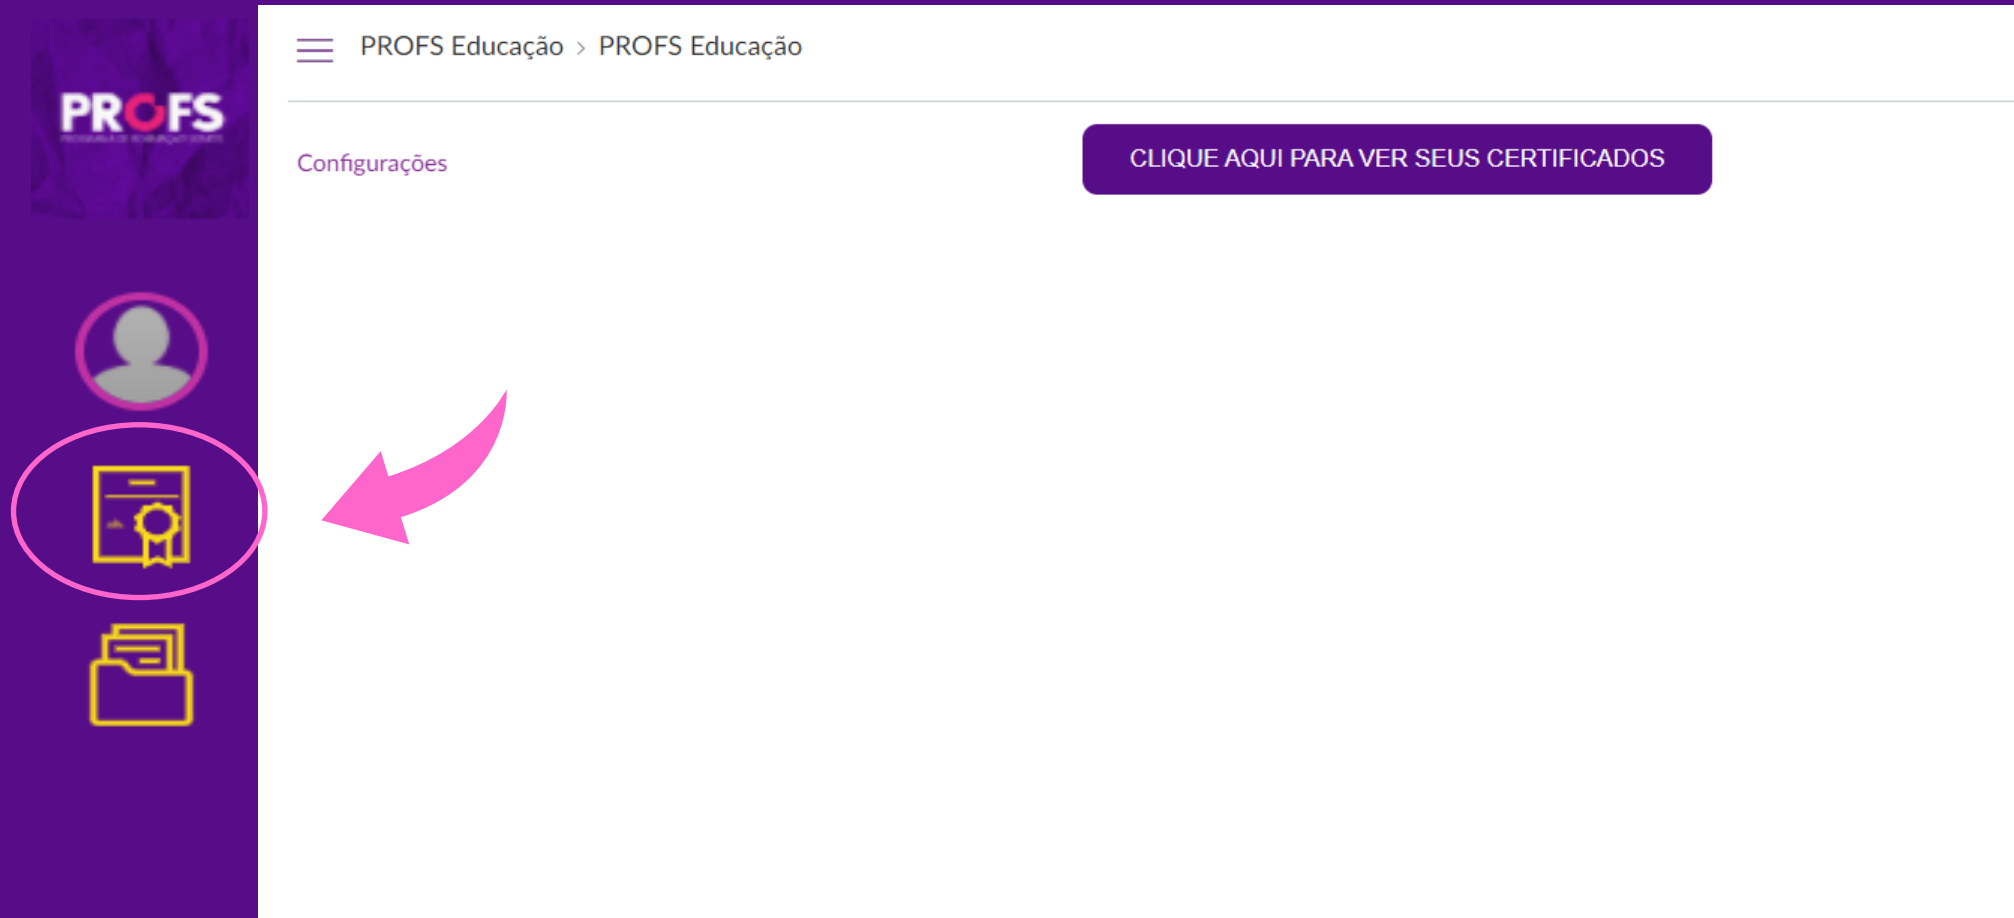 PROFS
PROFS Educação > PROFS Educação
Configurações
CLIQUE AQUI PARA VER SEUS CERTIFICADOS